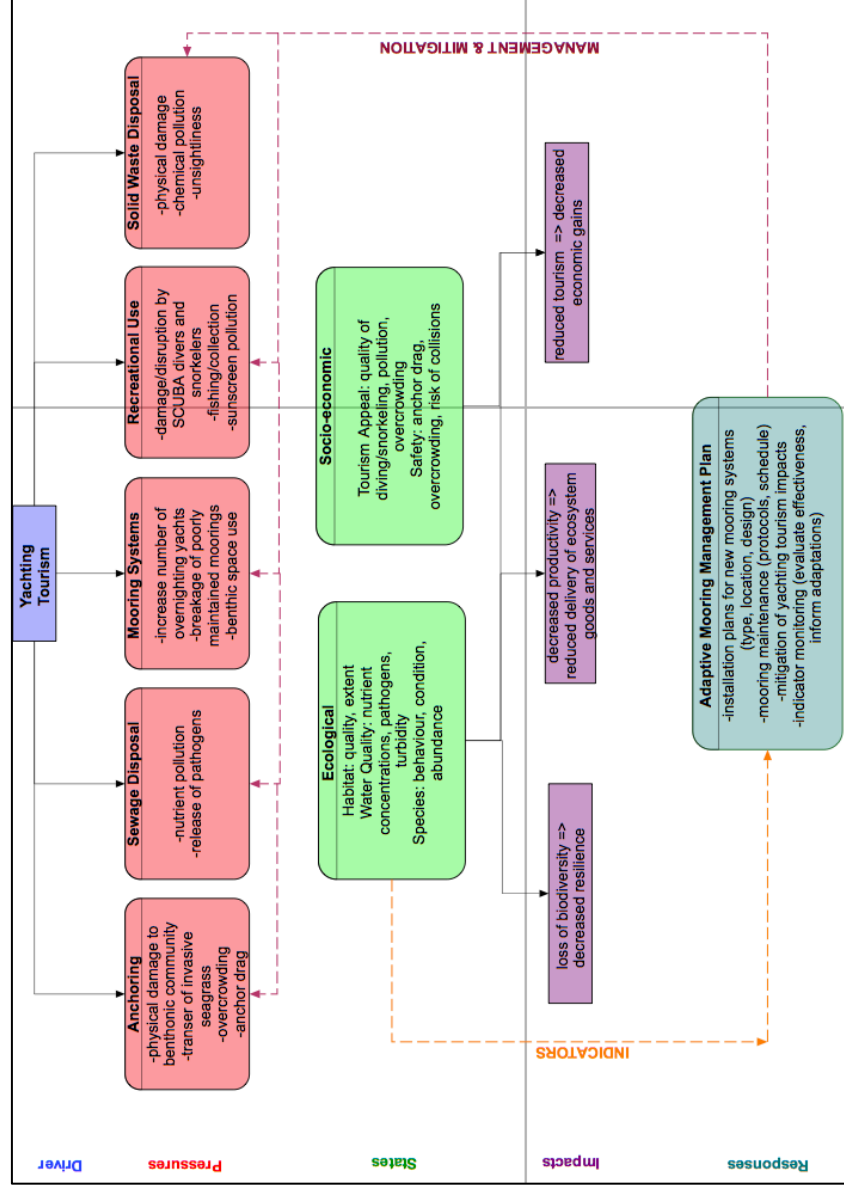 Driver
Yachting
Tourism
Pressures
Anchoring
-physical damage to
benthonic community
-transer of invasive
seagrass
-overcrowding
-anchor drag
Sewage Disposal
-nutrient pollution
-release of pathogens
Mooring Systems
-increase number of
overnighting yachts
-breakage of poorly
maintained moorings
-benthic space use
Recreational Use
-damage/disruption by
SCUBA divers and
snorkelers
-fishing/collection
-sunscreen pollution
Solid Waste Disposal
-physical damage
-chemical pollution
-unsightliness
States
Ecological
Habitat: quality, extent
Water Quality: nutrient
concentrations, pathogens,
turbidity
Species: behaviour, condition,
abundance
Socio-economic
Tourism Appeal: quality of
diving/snorkeling, pollution,
overcrowding
Safety: anchor drag,
overcrowding, risk of collisions
Impacts
loss of biodiversity =>
decreased resilience
decreased productivity =>
reduced delivery of ecosystem
goods and services
reduced tourism => decreased
economic gains
INDICATORS
MANAGEMENT & MITIGATION
Responses
Adaptive Mooring Management Plan
-installation plans for new mooring systems
(type, location, design)
-mooring maintenance (protocols, schedule)
-mitigation of yachting tourism impacts
-indicator monitoring (evaluate effectiveness,
inform adaptations)